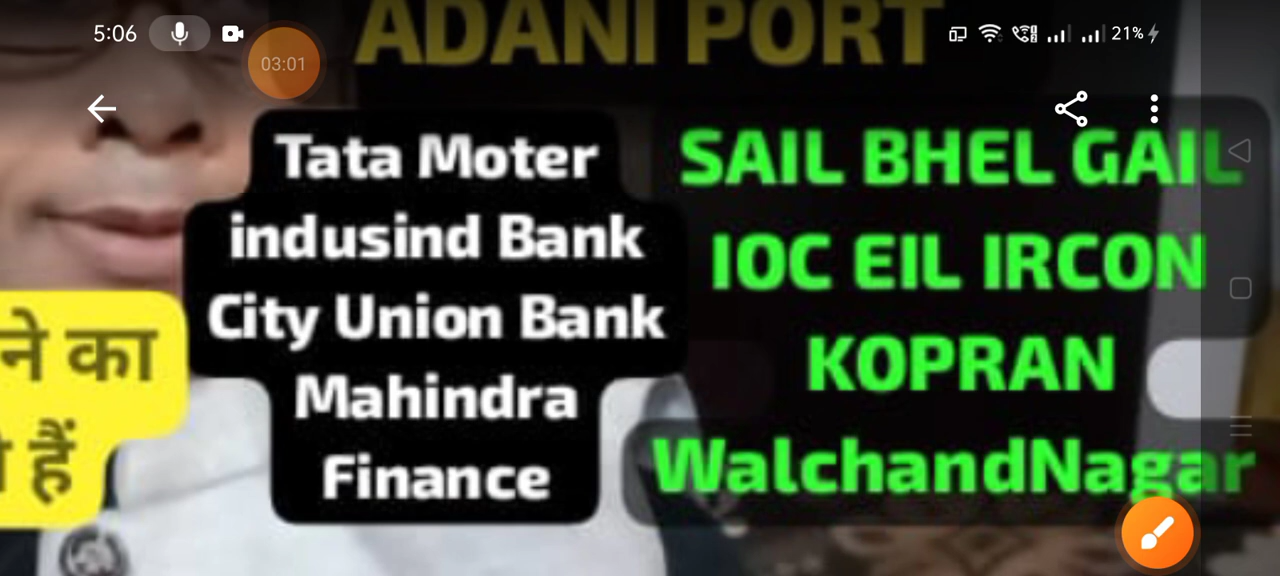 5:06
21%
03:01
ADANI PORT
Tata Moter
indusind Bank
City Union Bank
Mahindra
Finance
SAIL BHEL GAIL
IOC EIL IRCON
KOPRAN
WalchandNagar
ने का
हैं